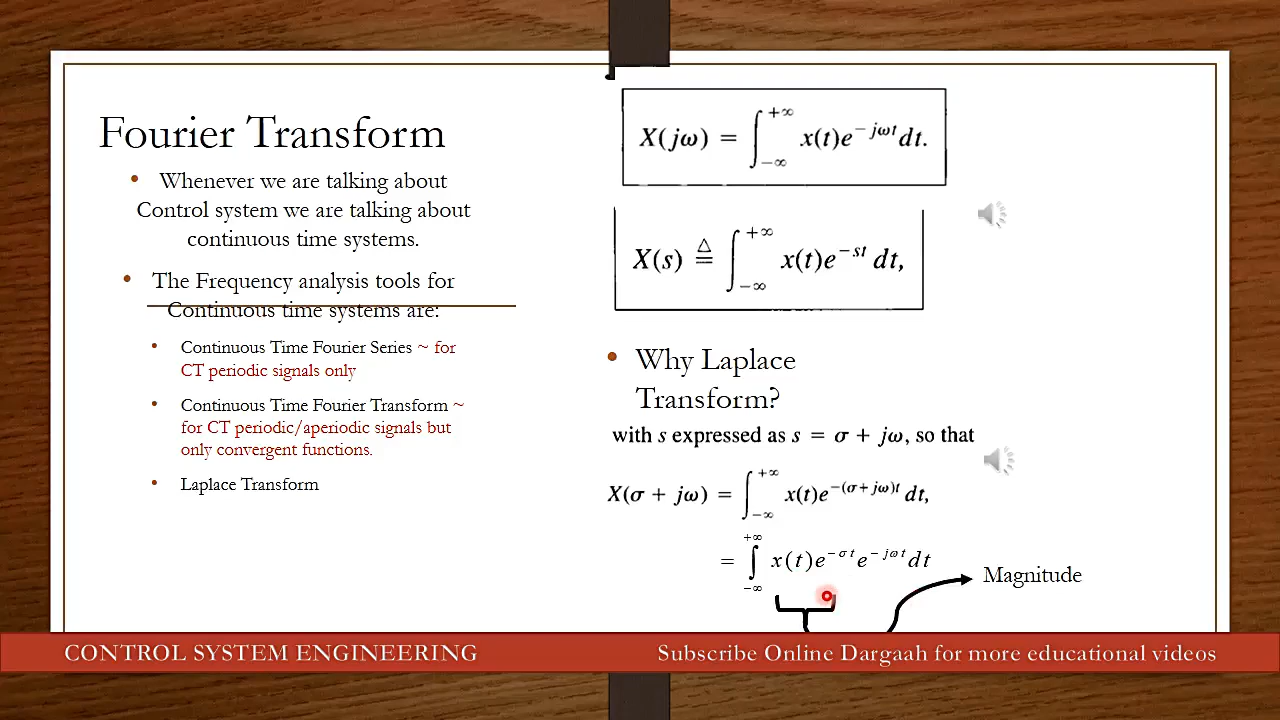 Fourier Transform
• Whenever we are talking about
Control system we are talking about
continuous time systems.
• The Frequency analysis tools for
Continuous time systems are:
• Continuous Time Fourier Series ~ for
CT periodic signals only
• Continuous Time Fourier Transform ~
for CT periodic/aperiodic signals but
only convergent functions.
• Laplace Transform
X(jω) = ∫_{−∞}^{+∞} x(t)e^{−jωt} dt.
X(s) ≜ ∫_{−∞}^{+∞} x(t)e^{−st} dt,
• Why Laplace
Transform?
with s expressed as s = σ + jω, so that
X(σ + jω) = ∫_{−∞}^{+∞} x(t)e^{−(σ+jω)t} dt,
= ∫_{−∞}^{+∞} x(t)e^{−σt} e^{−jωt} dt
Magnitude
CONTROL SYSTEM ENGINEERING
Subscribe Online Dargaah for more educational videos